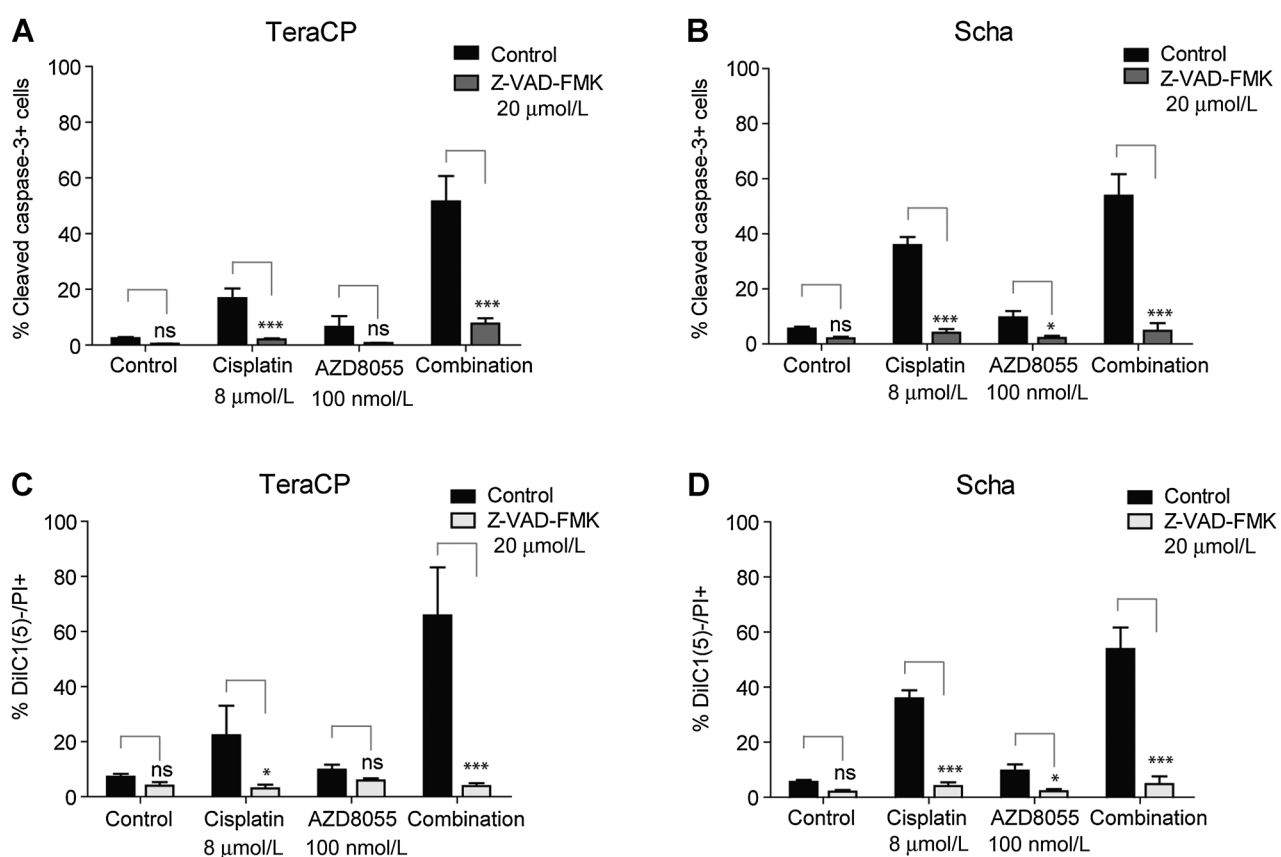 A
TeraCP
Control
Z-VAD-FMK
20 μmol/L
% Cleaved caspase-3+ cells
100
80
60
40
20
0
ns
***
ns
***
Control
Cisplatin
8 μmol/L
AZD8055
100 nmol/L
Combination
B
Scha
Control
Z-VAD-FMK
20 μmol/L
% Cleaved caspase-3+ cells
100
80
60
40
20
0
ns
***
*
***
Control
Cisplatin
8 μmol/L
AZD8055
100 nmol/L
Combination
C
TeraCP
Control
Z-VAD-FMK
20 μmol/L
% DilC1(5)-/PI+
100
80
60
40
20
0
ns
*
ns
***
Control
Cisplatin
8 μmol/L
AZD8055
100 nmol/L
Combination
D
Scha
Control
Z-VAD-FMK
20 μmol/L
% DilC1(5)-/PI+
100
80
60
40
20
0
ns
***
*
***
Control
Cisplatin
8 μmol/L
AZD8055
100 nmol/L
Combination